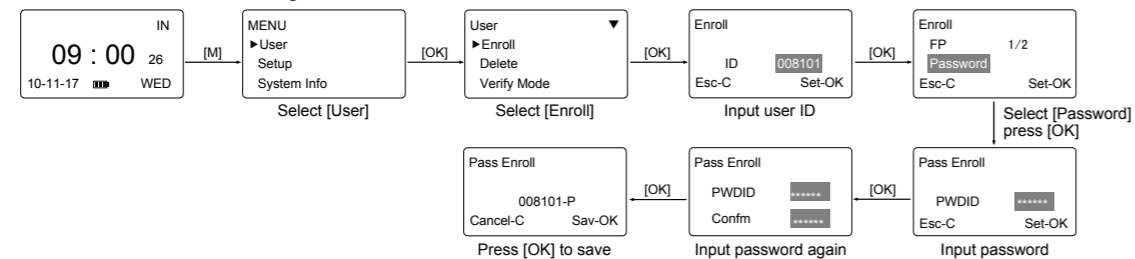 IN
09 : 00 26
10-11-17 WED
[M]
MENU
►User
Setup
System Info
Select [User]
[OK]
User ▼
►Enroll
Delete
Verify Mode
Select [Enroll]
[OK]
Enroll
ID 008101
Esc-C Set-OK
Input user ID
[OK]
Enroll
FP 1/2
Password
Esc-C Set-OK
Select [Password]
press [OK]
Pass Enroll
PWDID ******
Esc-C Set-OK
Input password
[OK]
Pass Enroll
PWDID ******
Confm ******
Input password again
[OK]
Pass Enroll
008101-P
Cancel-C Sav-OK
Press [OK] to save